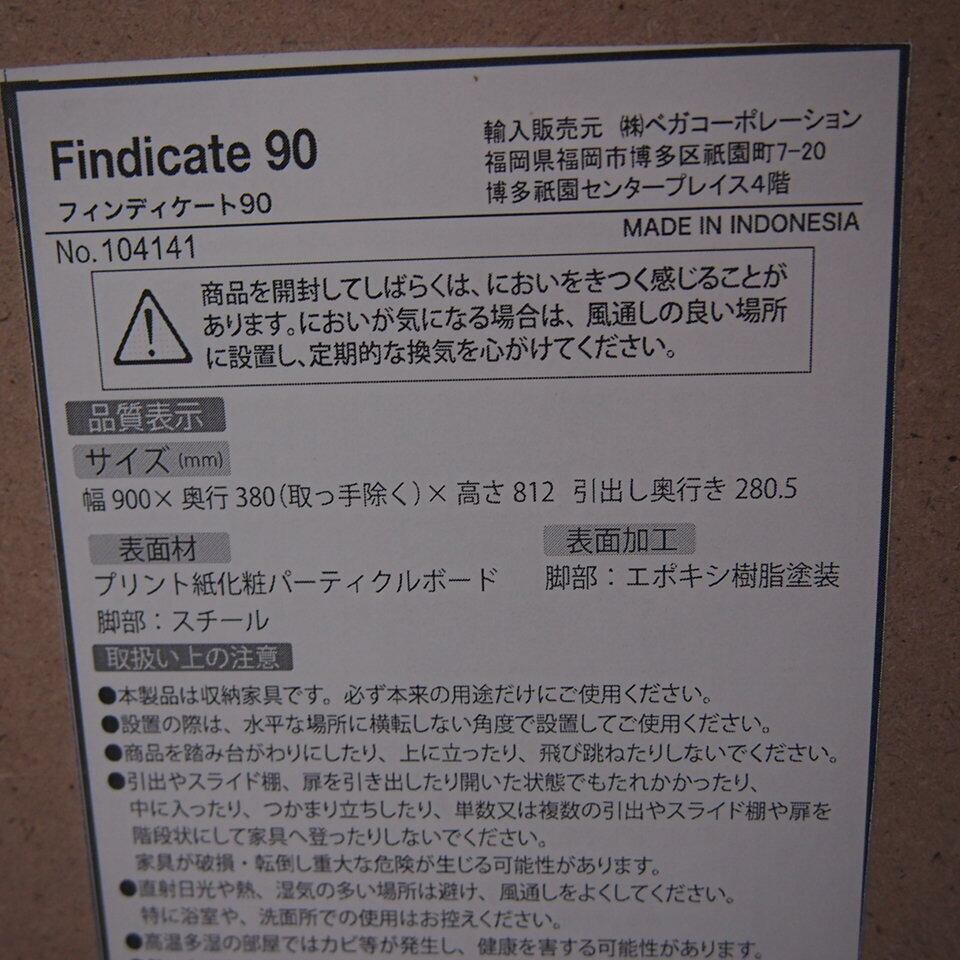 Findicate 90
フィンディケート90
輸入販売元 ㈱ベガコーポレーション
福岡県福岡市博多区祇園町7-20
博多祇園センタープレイス4階
No.104141
MADE IN INDONESIA
商品を開封してしばらくは、においをきつく感じることが
あります。においが気になる場合は、風通しの良い場所
に設置し、定期的な換気を心がけてください。
品質表示
サイズ(mm)
幅900×奥行380(取っ手除く)×高さ812 引出し奥行き280.5
表面材
プリント紙化粧パーティクルボード
脚部：スチール
表面加工
脚部：エポキシ樹脂塗装
取扱い上の注意
●本製品は収納家具です。必ず本来の用途だけにご使用ください。
●設置の際は、水平な場所に横転しない角度で設置してご使用ください。
●商品を踏み台がわりにしたり、上に立ったり、飛び跳ねたりしないでください。
●引出やスライド棚、扉を引き出したり開いた状態でもたれかかったり、
中に入ったり、つかまり立ちしたり、単数又は複数の引出やスライド棚や扉を
階段状にして家具へ登ったりしないでください。
家具が破損・転倒し重大な危険が生じる可能性があります。
●直射日光や熱、湿気の多い場所は避け、風通しをよくしてください。
特に浴室や、洗面所での使用はお控えください。
●高温多湿の部屋ではカビ等が発生し、健康を害する可能性があります。